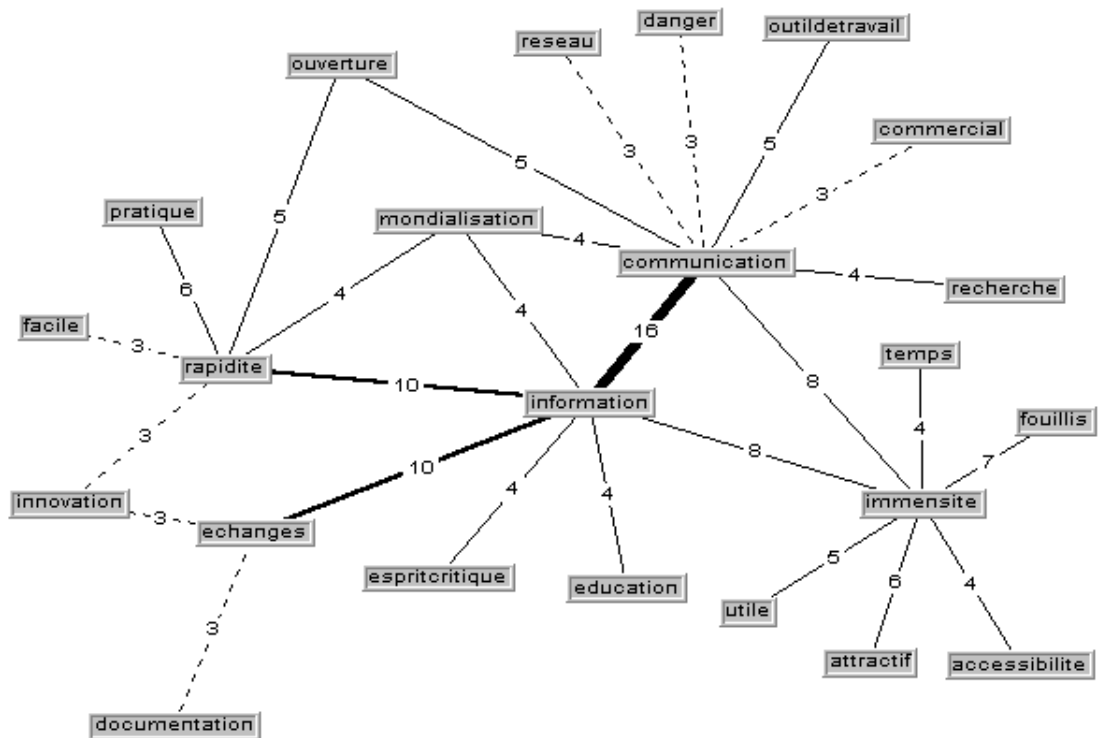 danger
outildetravail
reseau
ouverture
commercial
3
3
5
3
5
3
pratique
mondialisation
5
4
communication
4
recherche
6
4
4
facile
3
16
temps
rapidite
10
information
8
fouillis
3
8
4
7
10
4
4
innovation
3
echanges
immensite
espritcritique
education
5
6
4
utile
3
attractif
accessibilite
documentation